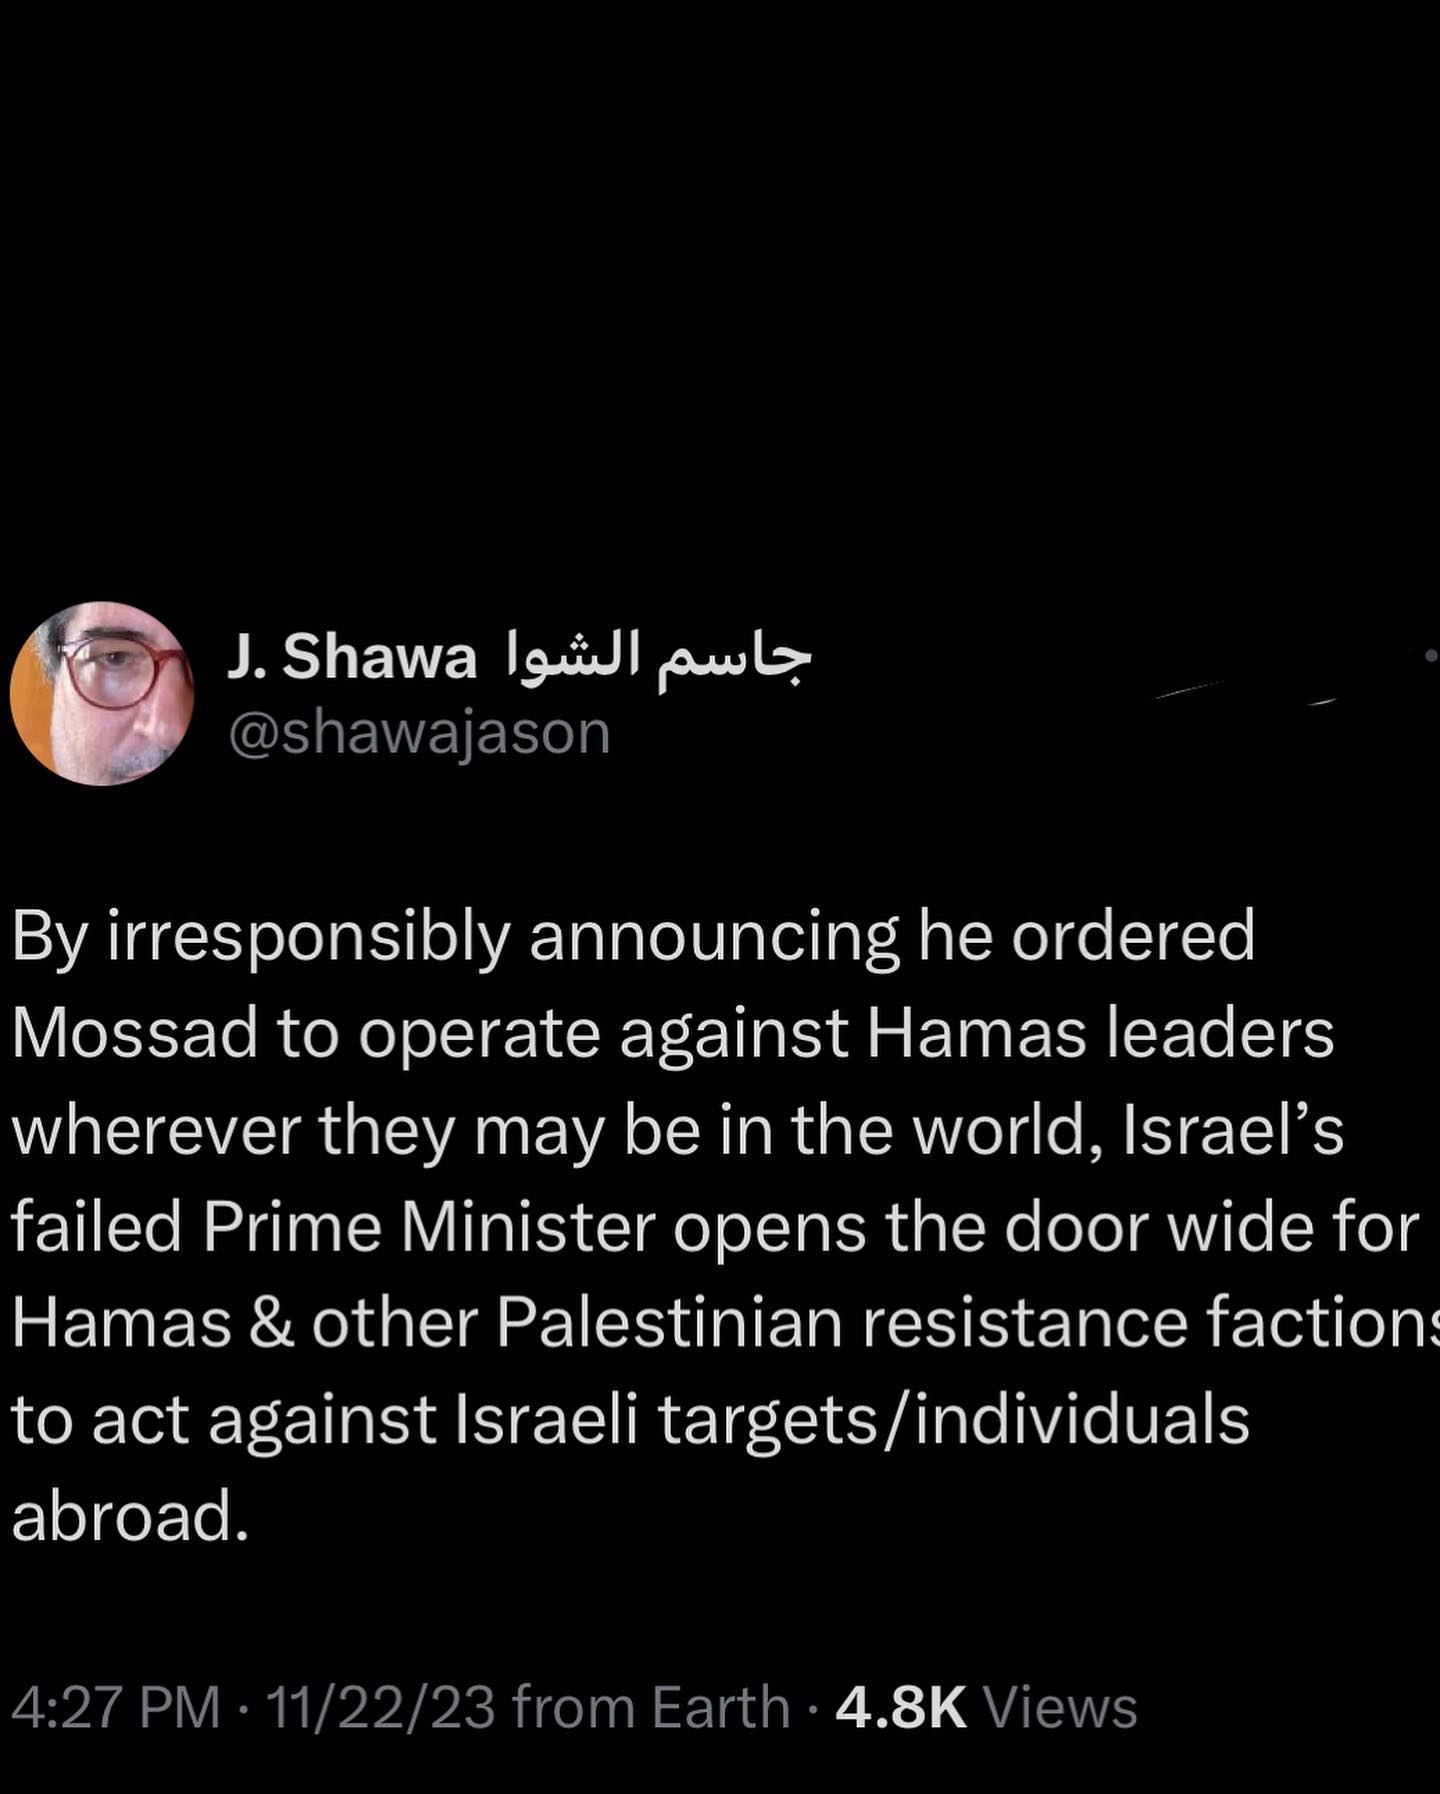 J. Shawa جاسم الشوا
@shawajason
By irresponsibly announcing he ordered
Mossad to operate against Hamas leaders
wherever they may be in the world, Israel’s
failed Prime Minister opens the door wide for
Hamas & other Palestinian resistance factions
to act against Israeli targets/individuals
abroad.
4:27 PM · 11/22/23 from Earth · 4.8K Views